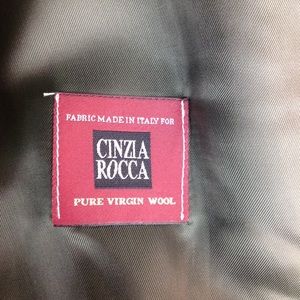 FABRIC MADE IN ITALY FOR
CINZIA
ROCCA
PURE VIRGIN WOOL